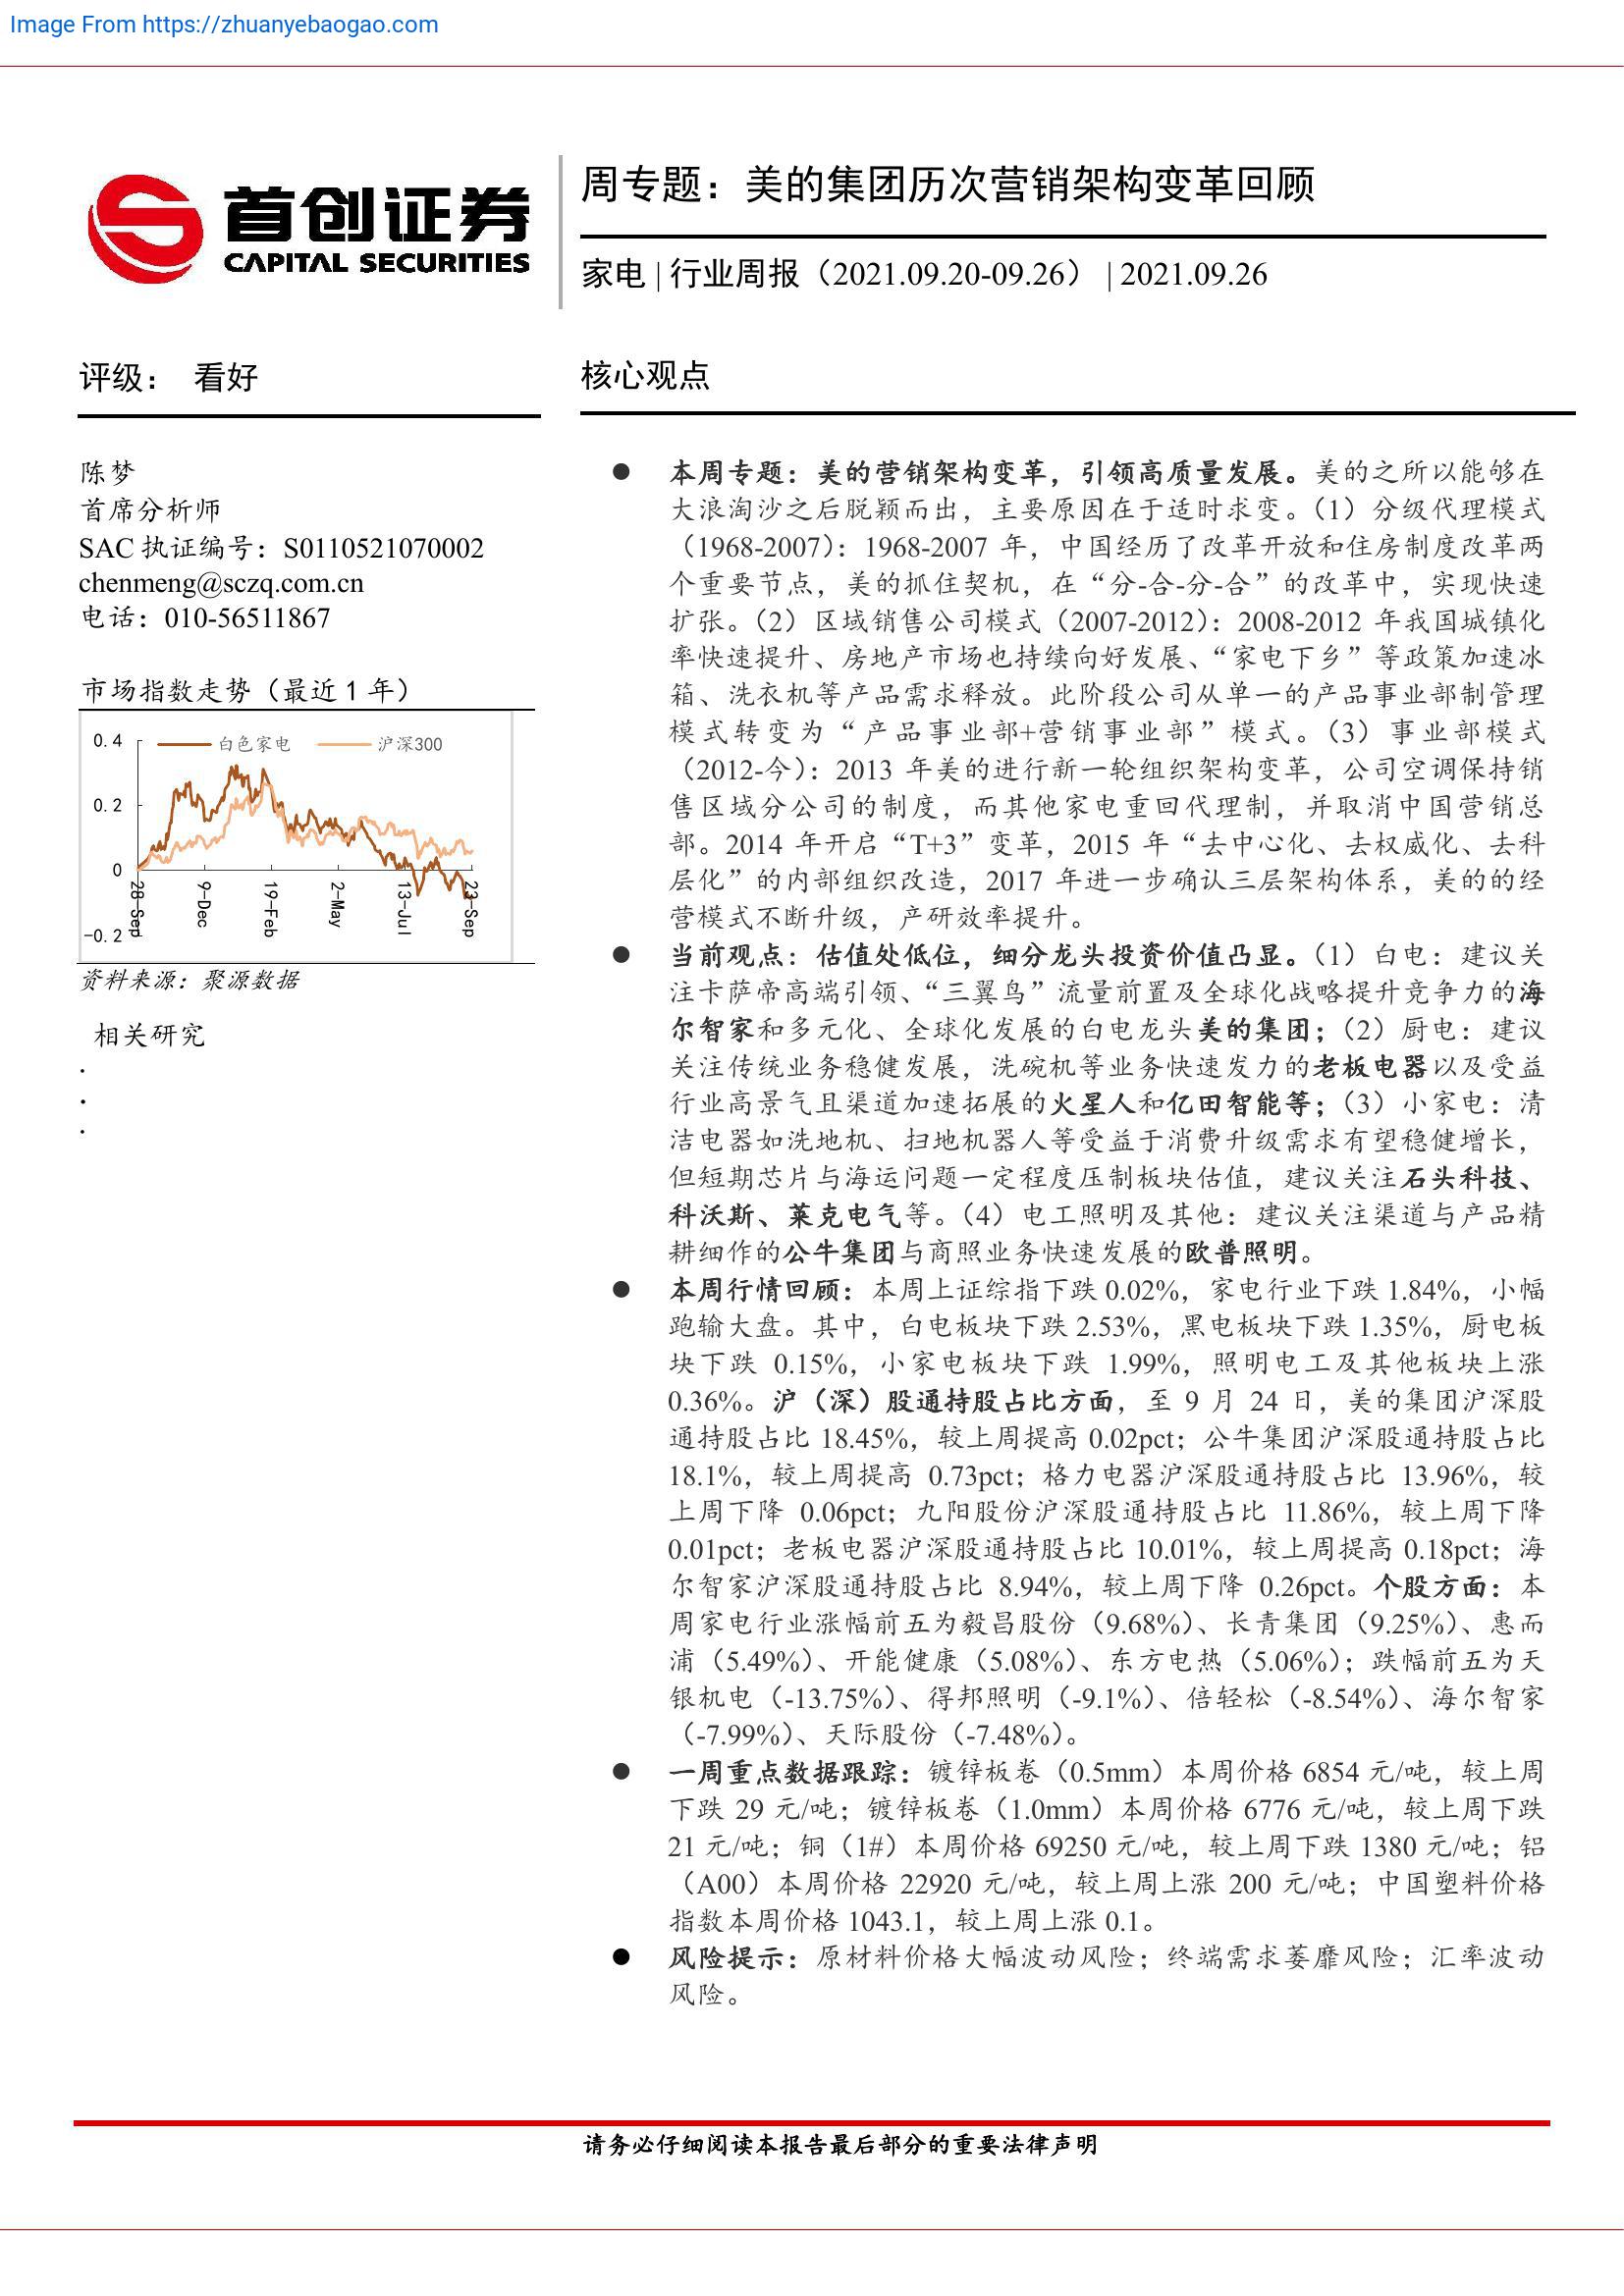 Image From https://zhuanyebaogao.com
首创证券
CAPITAL SECURITIES
周专题：美的集团历次营销架构变革回顾
家电 | 行业周报（2021.09.20-09.26） | 2021.09.26
评级： 看好
陈梦
首席分析师
SAC 执证编号：S0110521070002
chenmeng@sczq.com.cn
电话：010-56511867
市场指数走势（最近 1 年）
白色家电 沪深300
0.4
0.2
0
-0.2
28-Sep 9-Dec 19-Feb 2-May 13-Jul 23-Sep
资料来源：聚源数据
相关研究
·
·
·
核心观点
● 本周专题：美的营销架构变革，引领高质量发展。美的之所以能够在
大浪淘沙之后脱颖而出，主要原因在于适时求变。（1）分级代理模式
（1968-2007）：1968-2007 年，中国经历了改革开放和住房制度改革两
个重要节点，美的抓住契机，在“分-合-分-合”的改革中，实现快速
扩张。（2）区域销售公司模式（2007-2012）：2008-2012 年我国城镇化
率快速提升、房地产市场也持续向好发展、“家电下乡”等政策加速冰
箱、洗衣机等产品需求释放。此阶段公司从单一的产品事业部制管理
模式转变为“产品事业部+营销事业部”模式。（3）事业部模式
（2012-今）：2013 年美的进行新一轮组织架构变革，公司空调保持销
售区域分公司的制度，而其他家电重回代理制，并取消中国营销总
部。2014 年开启“T+3”变革，2015 年“去中心化、去权威化、去科
层化”的内部组织改造，2017 年进一步确认三层架构体系，美的的经
营模式不断升级，产研效率提升。
● 当前观点：估值处低位，细分龙头投资价值凸显。（1）白电：建议关
注卡萨帝高端引领、“三翼鸟”流量前置及全球化战略提升竞争力的海
尔智家和多元化、全球化发展的白电龙头美的集团；（2）厨电：建议
关注传统业务稳健发展，洗碗机等业务快速发力的老板电器以及受益
行业高景气且渠道加速拓展的火星人和亿田智能等；（3）小家电：清
洁电器如洗地机、扫地机器人等受益于消费升级需求有望稳健增长，
但短期芯片与海运问题一定程度压制板块估值，建议关注石头科技、
科沃斯、莱克电气等。（4）电工照明及其他：建议关注渠道与产品精
耕细作的公牛集团与商照业务快速发展的欧普照明。
● 本周行情回顾：本周上证综指下跌 0.02%，家电行业下跌 1.84%，小幅
跑输大盘。其中，白电板块下跌 2.53%，黑电板块下跌 1.35%，厨电板
块下跌 0.15%，小家电板块下跌 1.99%，照明电工及其他板块上涨
0.36%。沪（深）股通持股占比方面，至 9 月 24 日，美的集团沪深股
通持股占比 18.45%，较上周提高 0.02pct；公牛集团沪深股通持股占比
18.1%，较上周提高 0.73pct；格力电器沪深股通持股占比 13.96%，较
上周下降 0.06pct；九阳股份沪深股通持股占比 11.86%，较上周下降
0.01pct；老板电器沪深股通持股占比 10.01%，较上周提高 0.18pct；海
尔智家沪深股通持股占比 8.94%，较上周下降 0.26pct。个股方面：本
周家电行业涨幅前五为毅昌股份（9.68%）、长青集团（9.25%）、惠而
浦（5.49%）、开能健康（5.08%）、东方电热（5.06%）；跌幅前五为天
银机电（-13.75%）、得邦照明（-9.1%）、倍轻松（-8.54%）、海尔智家
（-7.99%）、天际股份（-7.48%）。
● 一周重点数据跟踪：镀锌板卷（0.5mm）本周价格 6854 元/吨，较上周
下跌 29 元/吨；镀锌板卷（1.0mm）本周价格 6776 元/吨，较上周下跌
21 元/吨；铜（1#）本周价格 69250 元/吨，较上周下跌 1380 元/吨；铝
（A00）本周价格 22920 元/吨，较上周上涨 200 元/吨；中国塑料价格
指数本周价格 1043.1，较上周上涨 0.1。
● 风险提示：原材料价格大幅波动风险；终端需求萎靡风险；汇率波动
风险。
请务必仔细阅读本报告最后部分的重要法律声明